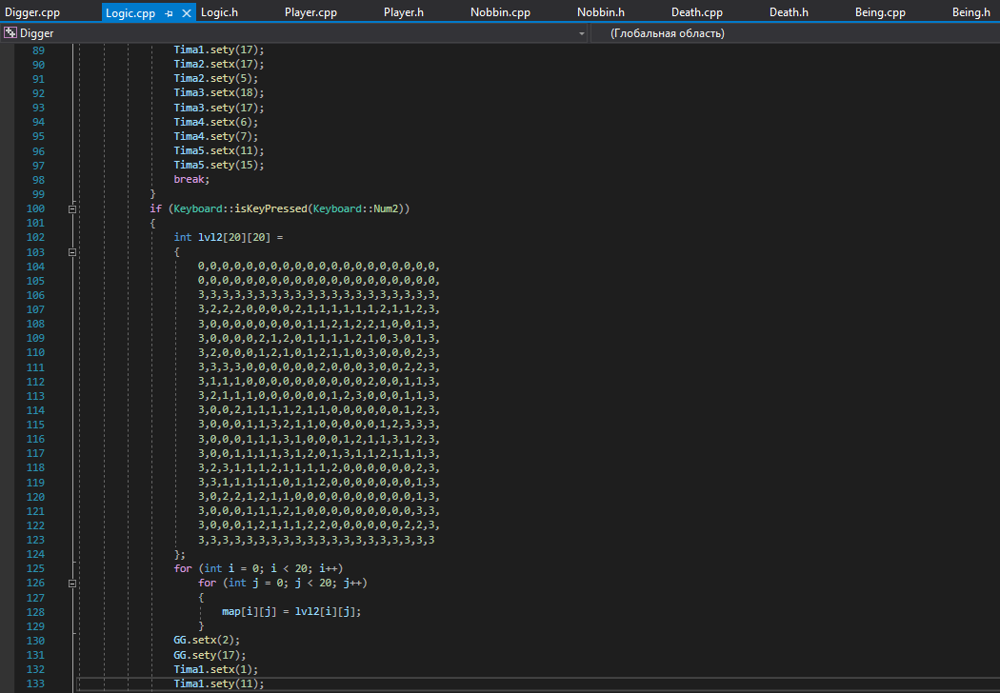 Digger.cpp Logic.cpp Logic.h Player.cpp Player.h Nobbin.cpp Nobbin.h Death.cpp Death.h Being.cpp Being.h
Digger (Глобальная область)
89 Tima1.sety(17);
90 Tima2.setx(17);
91 Tima2.sety(5);
92 Tima3.setx(18);
93 Tima3.sety(17);
94 Tima4.setx(6);
95 Tima4.sety(7);
96 Tima5.setx(11);
97 Tima5.sety(15);
98 break;
99 }
100 if (Keyboard::isKeyPressed(Keyboard::Num2))
101 {
102 int lvl2[20][20] =
103 {
104 0,0,0,0,0,0,0,0,0,0,0,0,0,0,0,0,0,0,0,0,
105 0,0,0,0,0,0,0,0,0,0,0,0,0,0,0,0,0,0,0,0,
106 3,3,3,3,3,3,3,3,3,3,3,3,3,3,3,3,3,3,3,3,
107 3,2,2,2,0,0,0,0,2,1,1,1,1,1,1,2,1,1,2,3,
108 3,0,0,0,0,0,0,0,0,1,1,2,1,2,2,1,0,0,1,3,
109 3,0,0,0,0,2,1,2,0,1,1,1,1,2,1,0,3,0,1,3,
110 3,2,0,0,0,1,2,1,0,1,2,1,1,0,3,0,0,0,2,3,
111 3,3,3,3,0,0,0,0,0,0,2,0,0,0,3,0,0,2,2,3,
112 3,1,1,1,0,0,0,0,0,0,0,0,0,0,2,0,0,1,1,3,
113 3,2,1,1,1,0,0,0,0,0,0,1,2,3,0,0,0,1,1,3,
114 3,0,0,2,1,1,1,1,2,1,1,0,0,0,0,0,0,1,2,3,
115 3,0,0,0,1,1,3,2,1,1,0,0,0,0,0,1,2,3,3,3,
116 3,0,0,0,1,1,1,3,1,0,0,0,1,2,1,1,3,1,2,3,
117 3,0,0,1,1,1,1,3,1,2,0,1,3,1,1,2,1,1,1,3,
118 3,2,3,1,1,1,2,1,1,1,1,2,0,0,0,0,0,0,2,3,
119 3,3,1,1,1,1,1,0,1,1,2,0,0,0,0,0,0,0,1,3,
120 3,0,2,2,1,2,1,1,0,0,0,0,0,0,0,0,0,0,1,3,
121 3,0,0,0,1,1,1,2,1,0,0,0,0,0,0,0,0,0,3,3,
122 3,0,0,0,1,2,1,1,1,2,2,0,0,0,0,0,0,2,2,3,
123 3,3,3,3,3,3,3,3,3,3,3,3,3,3,3,3,3,3,3,3
124 };
125 for (int i = 0; i < 20; i++)
126 for (int j = 0; j < 20; j++)
127 {
128 map[i][j] = lvl2[i][j];
129 }
130 GG.setx(2);
131 GG.sety(17);
132 Tima1.setx(1);
133 Tima1.sety(11);